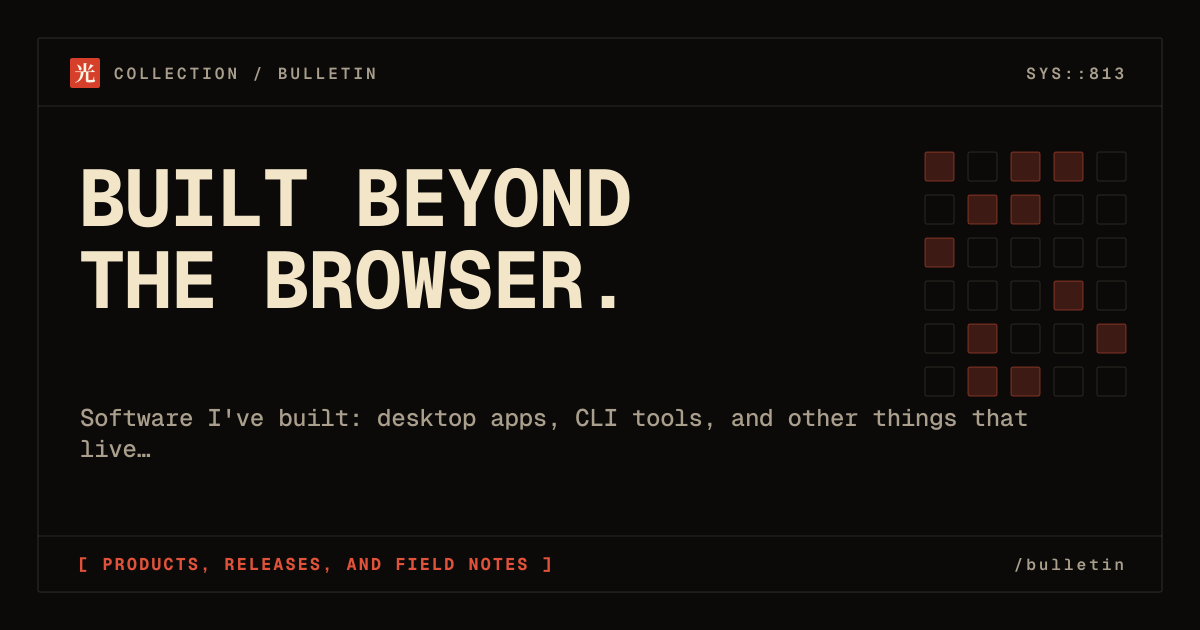 光 COLLECTION / BULLETIN
SYS::813
BUILT BEYOND
THE BROWSER.
Software I've built: desktop apps, CLI tools, and other things that
live…
[ PRODUCTS, RELEASES, AND FIELD NOTES ]
/bulletin